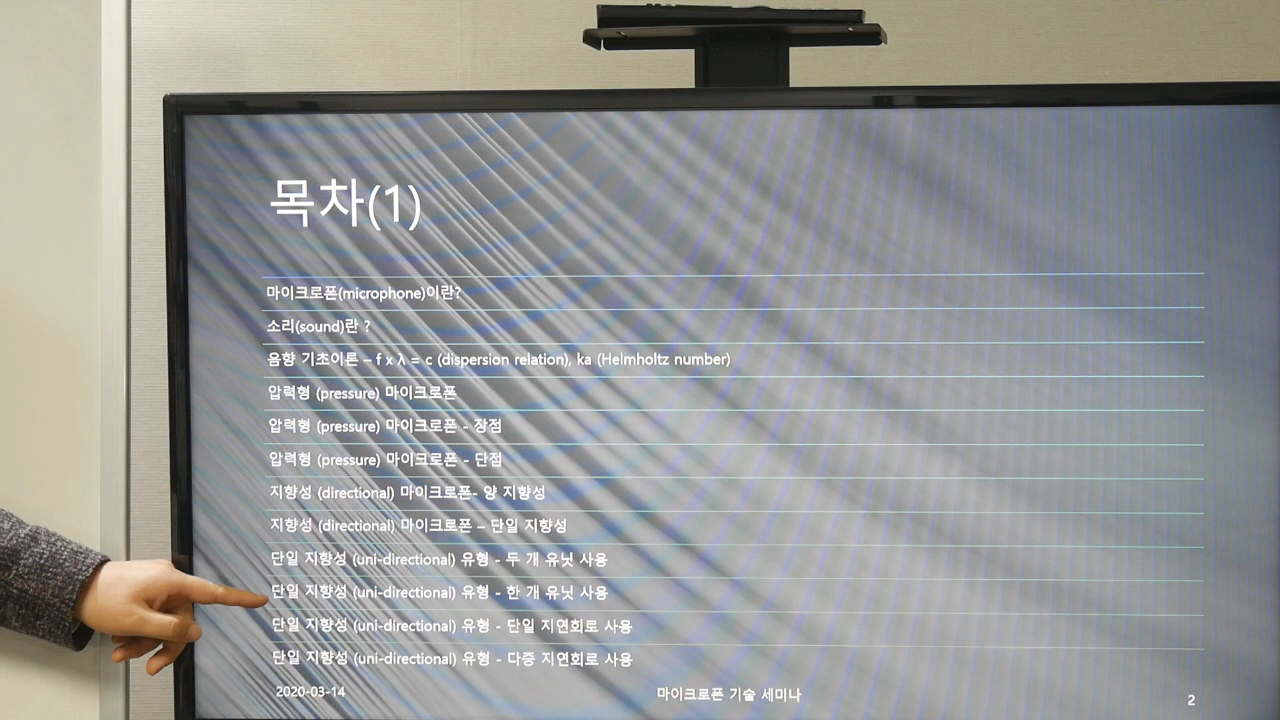 목차(1)
마이크로폰(microphone)이란?
소리(sound)란 ?
음향 기초이론 – f x λ = c (dispersion relation), ka (Helmholtz number)
압력형 (pressure) 마이크로폰
압력형 (pressure) 마이크로폰 - 장점
압력형 (pressure) 마이크로폰 - 단점
지향성 (directional) 마이크로폰- 양 지향성
지향성 (directional) 마이크로폰 – 단일 지향성
단일 지향성 (uni-directional) 유형 - 두 개 유닛 사용
단일 지향성 (uni-directional) 유형 - 한 개 유닛 사용
단일 지향성 (uni-directional) 유형 - 단일 지연회로 사용
단일 지향성 (uni-directional) 유형 - 다중 지연회로 사용
2020-03-14 마이크로폰 기술 세미나 2